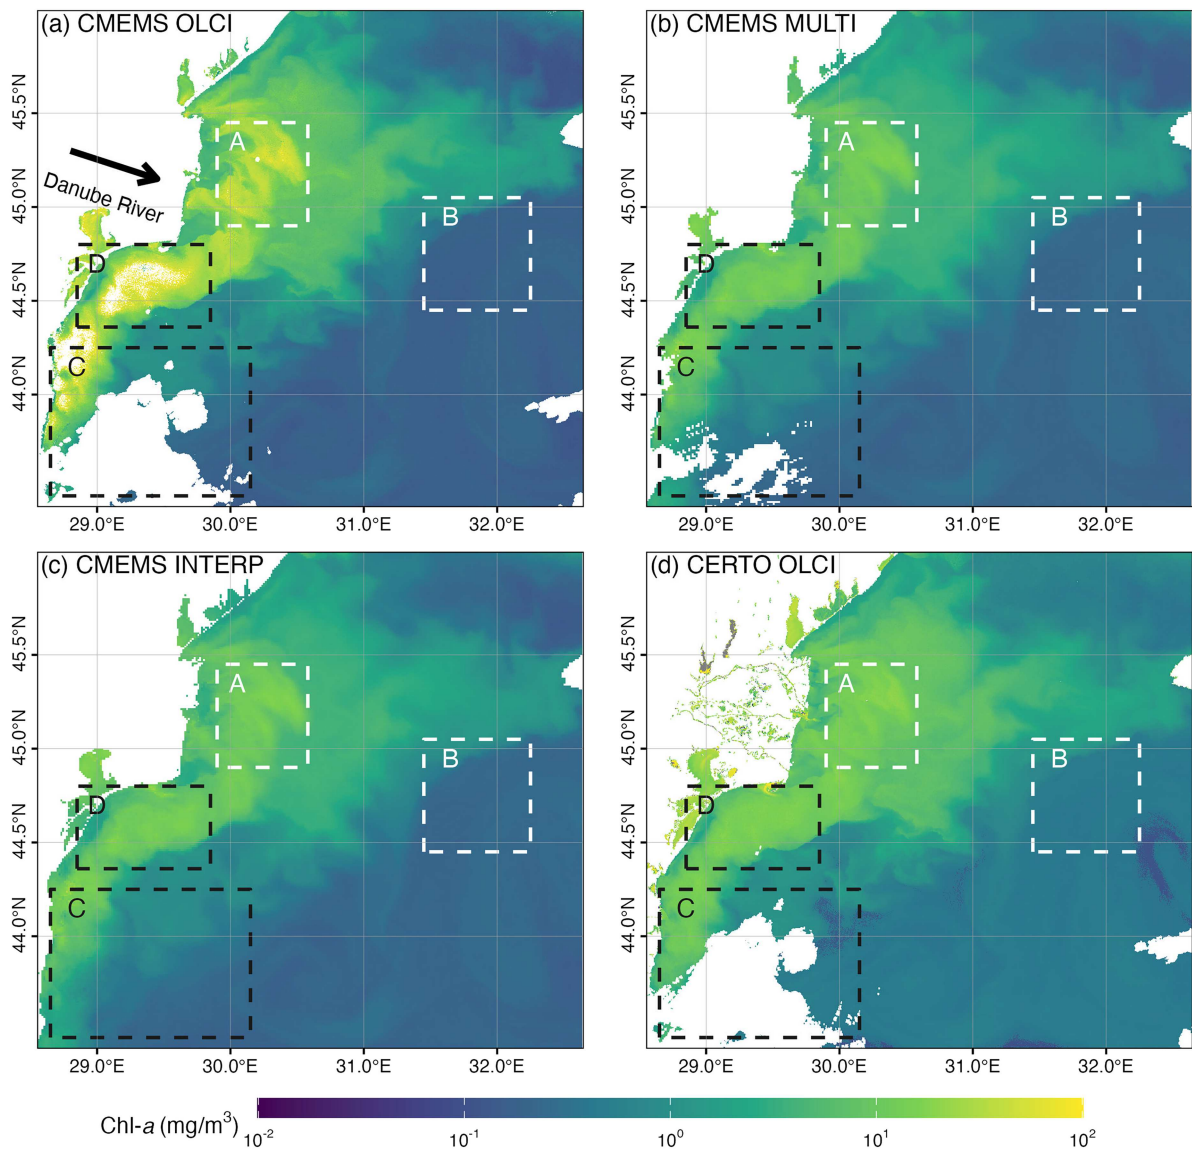 (a) CMEMS OLCI
(b) CMEMS MULTI
45.5°N
45.0°N
44.5°N
44.0°N
A
B
Danube River
D
C
29.0°E 30.0°E 31.0°E 32.0°E
45.5°N
45.0°N
44.5°N
44.0°N
A
B
D
C
29.0°E 30.0°E 31.0°E 32.0°E
(c) CMEMS INTERP
(d) CERTO OLCI
45.5°N
45.0°N
44.5°N
44.0°N
A
B
D
C
29.0°E 30.0°E 31.0°E 32.0°E
45.5°N
45.0°N
44.5°N
44.0°N
A
B
D
C
29.0°E 30.0°E 31.0°E 32.0°E
Chl-a (mg/m³)
10⁻² 10⁻¹ 10⁰ 10¹ 10²